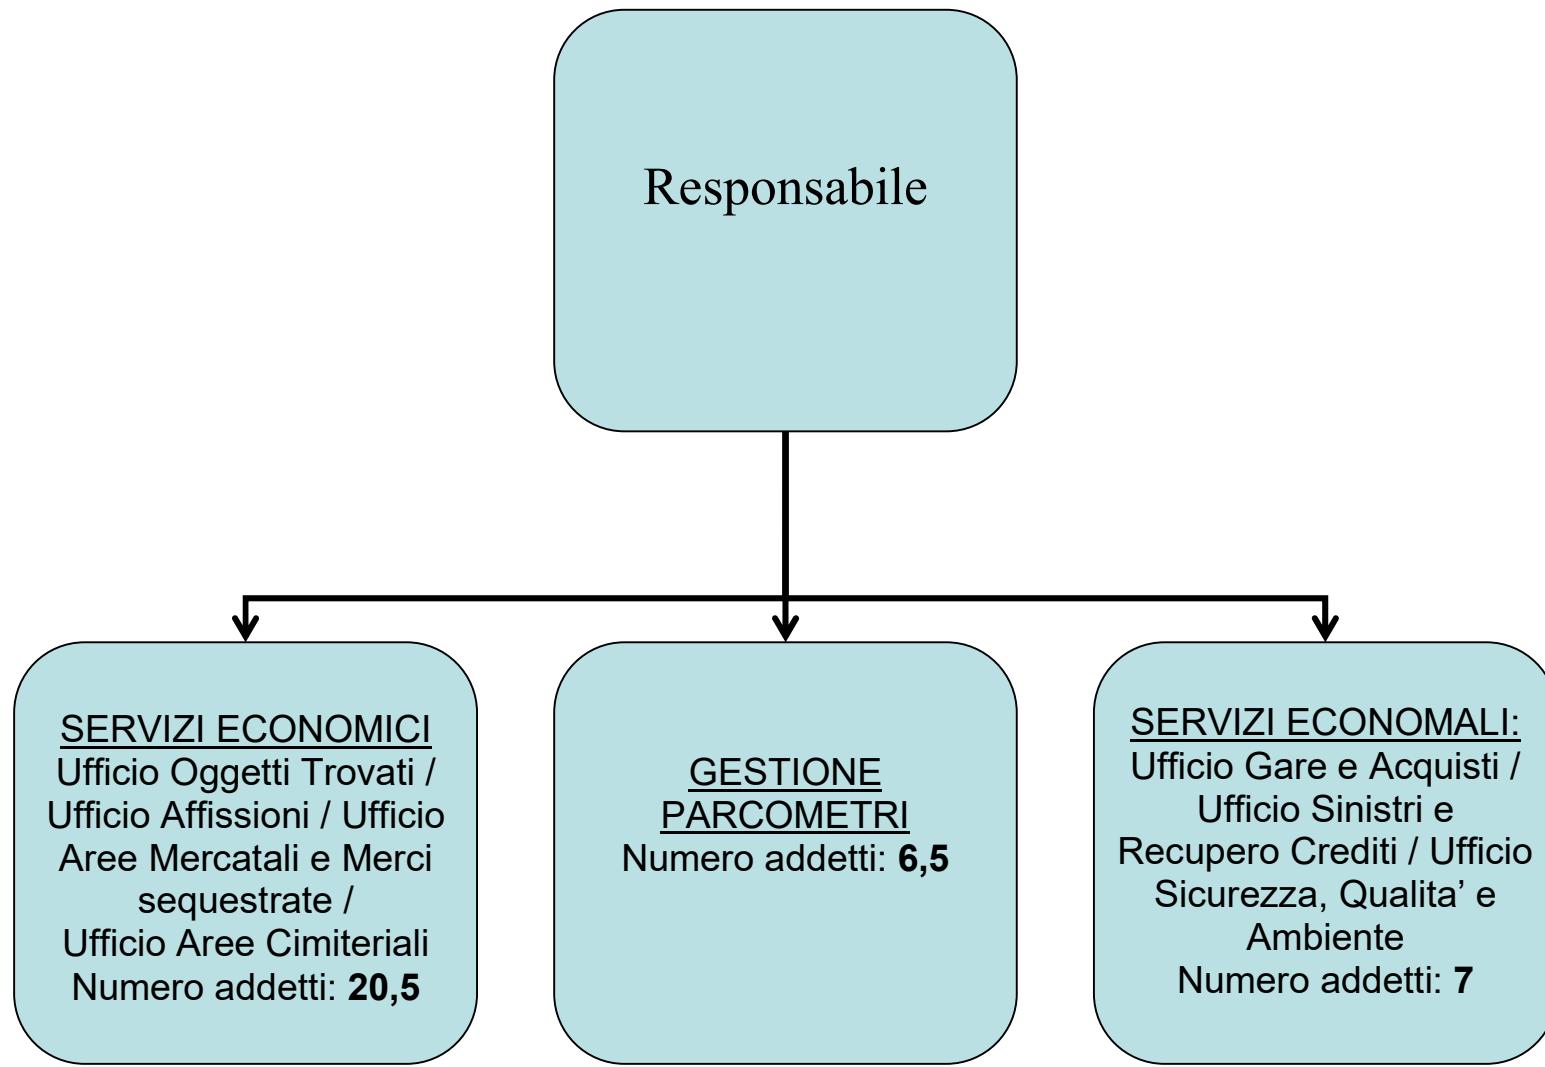 Responsabile
SERVIZI ECONOMICI
Ufficio Oggetti Trovati /
Ufficio Affissioni / Ufficio
Aree Mercatali e Merci
sequestrate /
Ufficio Aree Cimiteriali
Numero addetti: 20,5
GESTIONE
PARCOMETRI
Numero addetti: 6,5
SERVIZI ECONOMALI:
Ufficio Gare e Acquisti /
Ufficio Sinistri e
Recupero Crediti / Ufficio
Sicurezza, Qualita’ e
Ambiente
Numero addetti: 7